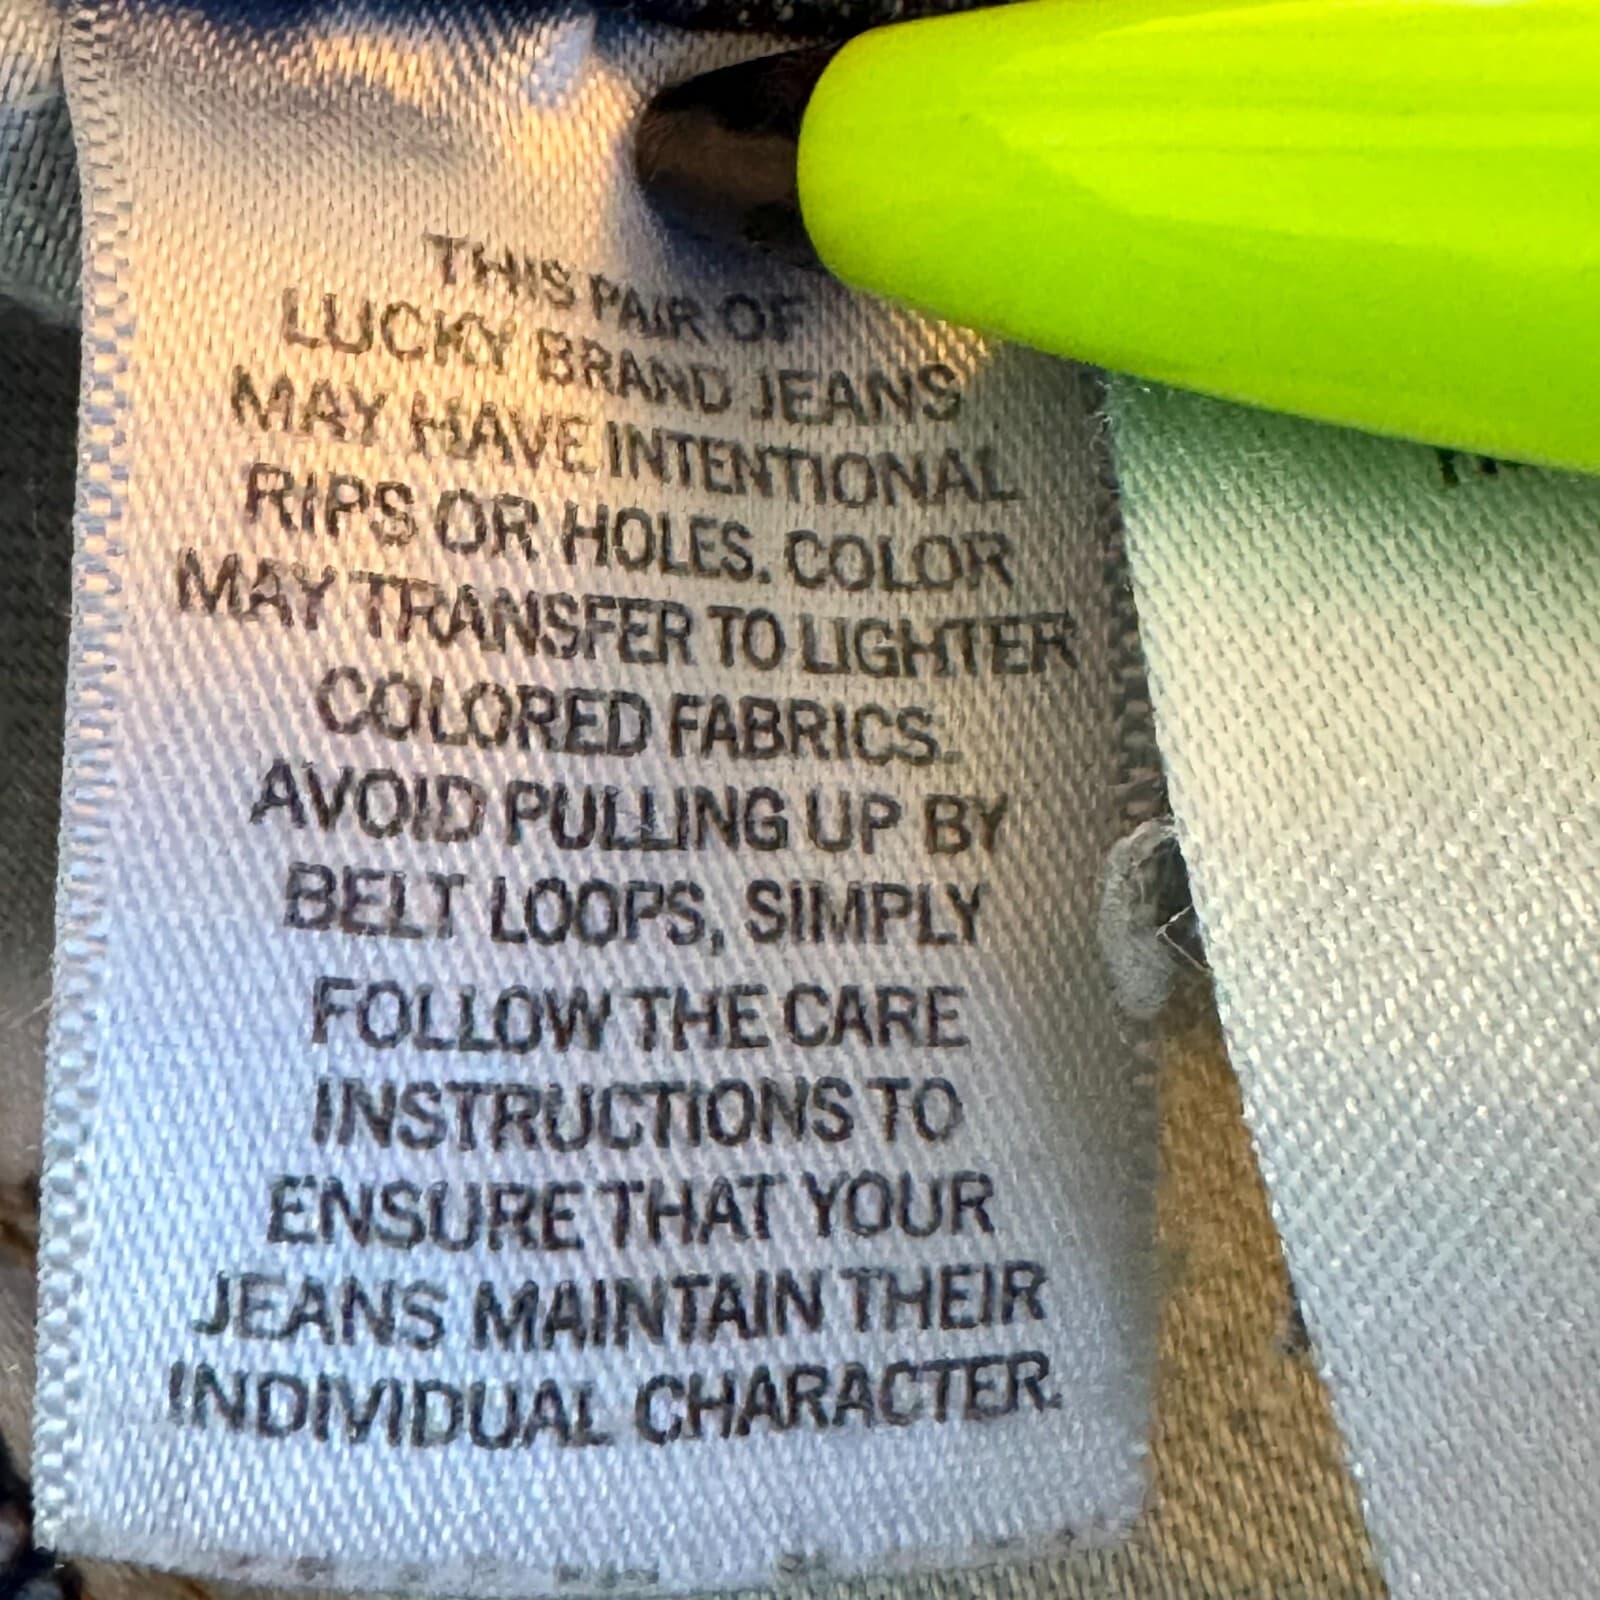 THIS PAIR OF
LUCKY BRAND JEANS
MAY HAVE INTENTIONAL
RIPS OR HOLES. COLOR
MAY TRANSFER TO LIGHTER
COLORED FABRICS.
AVOID PULLING UP BY
BELT LOOPS, SIMPLY
FOLLOW THE CARE
INSTRUCTIONS TO
ENSURE THAT YOUR
JEANS MAINTAIN THEIR
INDIVIDUAL CHARACTER.